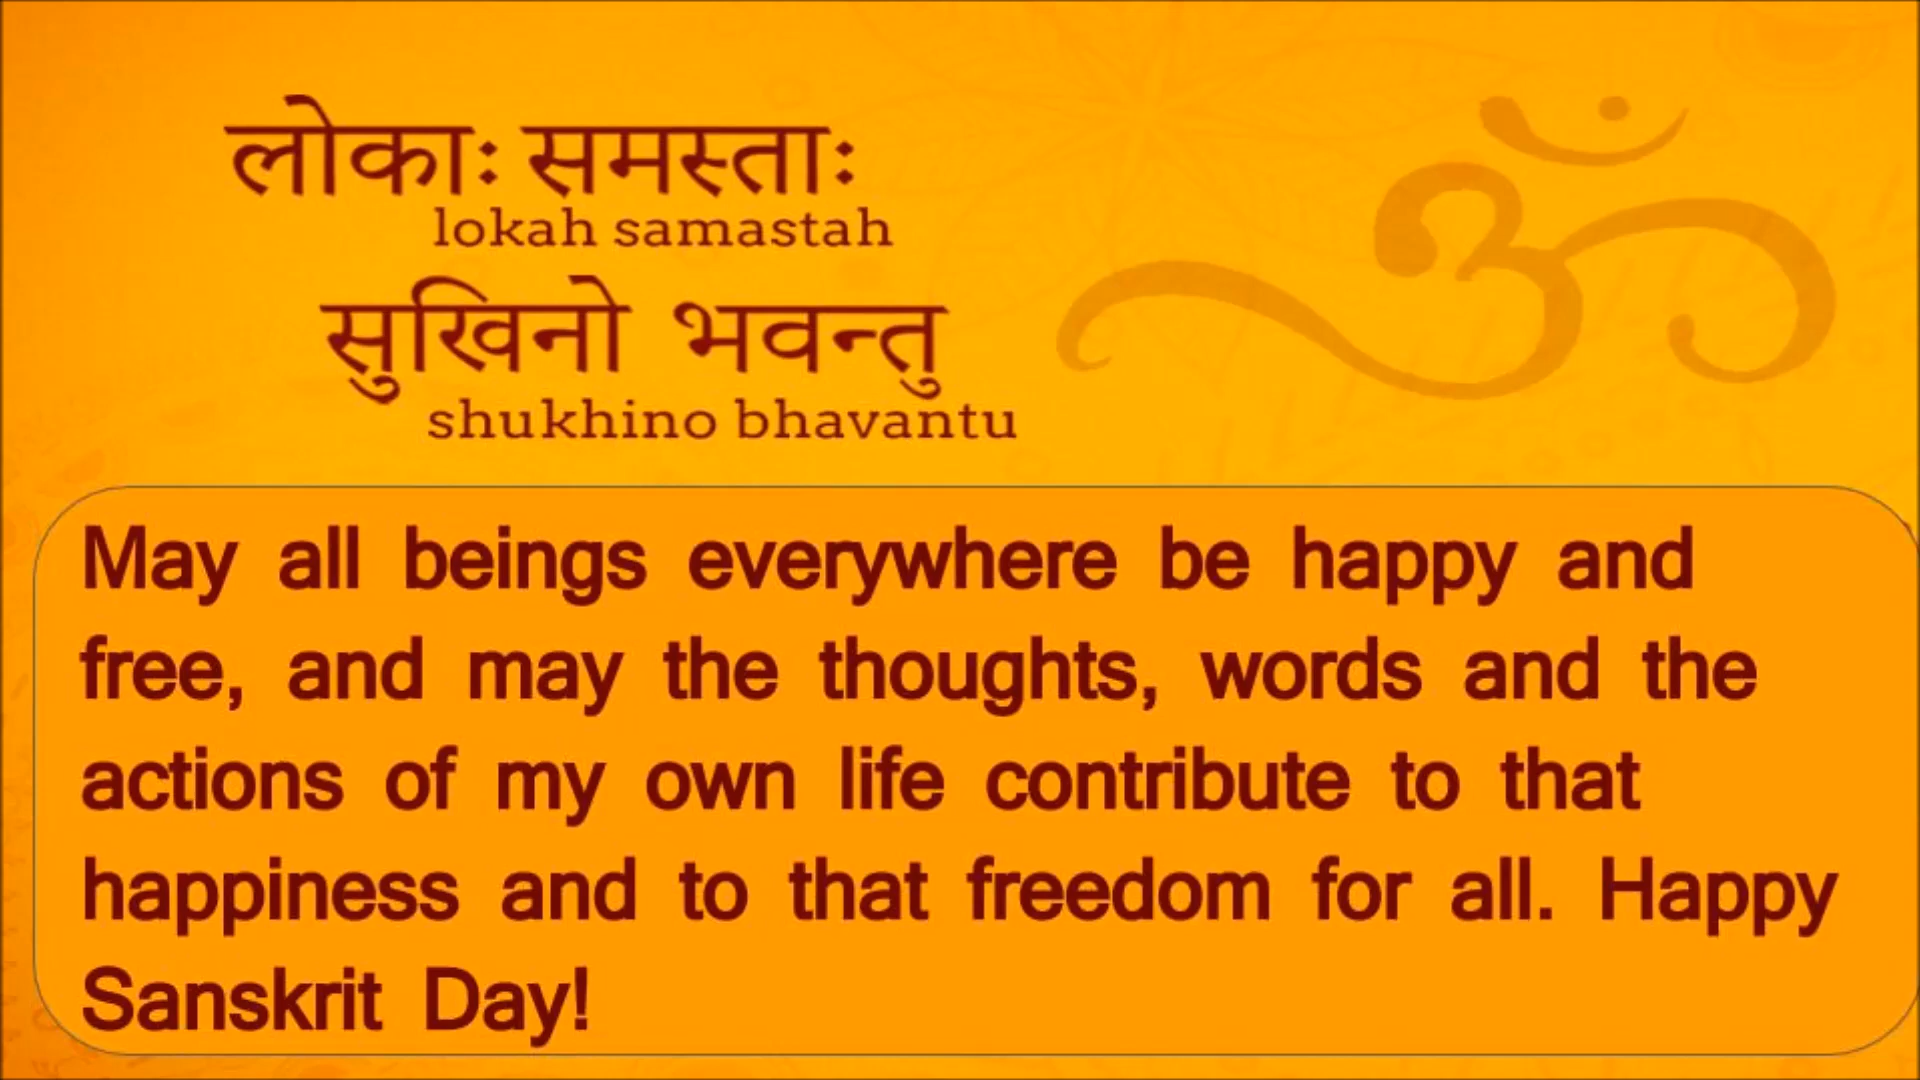 लोकाः समस्ताः
lokah samastah
सुखिनो भवन्तु
shukhino bhavantu
ॐ
May all beings everywhere be happy and
free, and may the thoughts, words and the
actions of my own life contribute to that
happiness and to that freedom for all. Happy
Sanskrit Day!